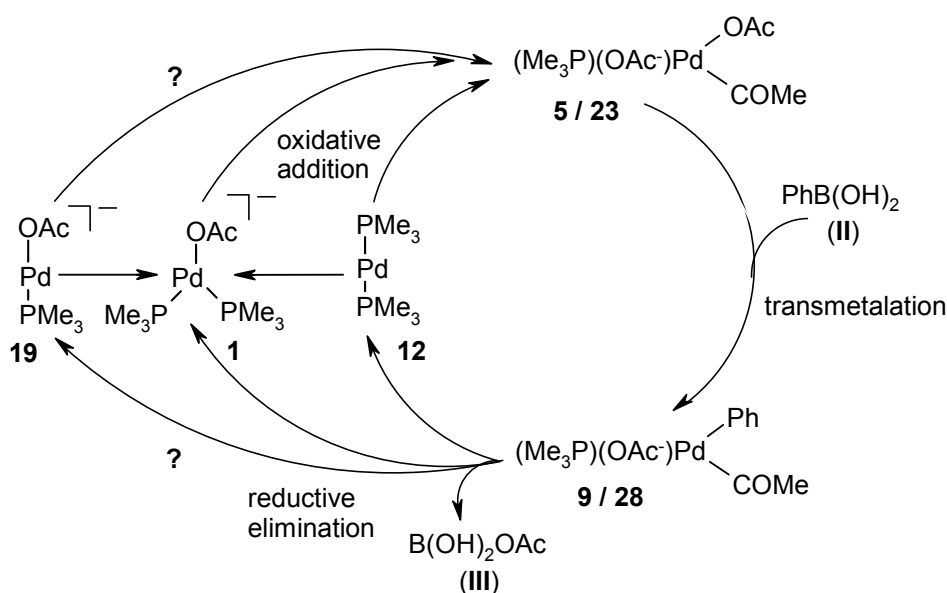 (Me₃P)(OAc⁻)Pd
OAc
COMe
5 / 23
?
oxidative
addition
OAc
Pd
PMe₃
19
–
OAc
Pd
Me₃P
PMe₃
1
–
PMe₃
Pd
PMe₃
12
PhB(OH)₂
(II)
transmetalation
(Me₃P)(OAc⁻)Pd
Ph
COMe
9 / 28
?
reductive
elimination
B(OH)₂OAc
(III)